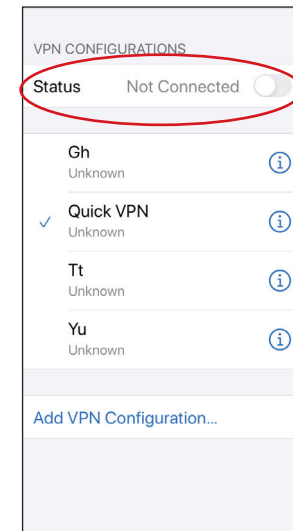 VPN CONFIGURATIONS
Status Not Connected
Gh
Unknown
Quick VPN
Unknown
Tt
Unknown
Yu
Unknown
Add VPN Configuration...